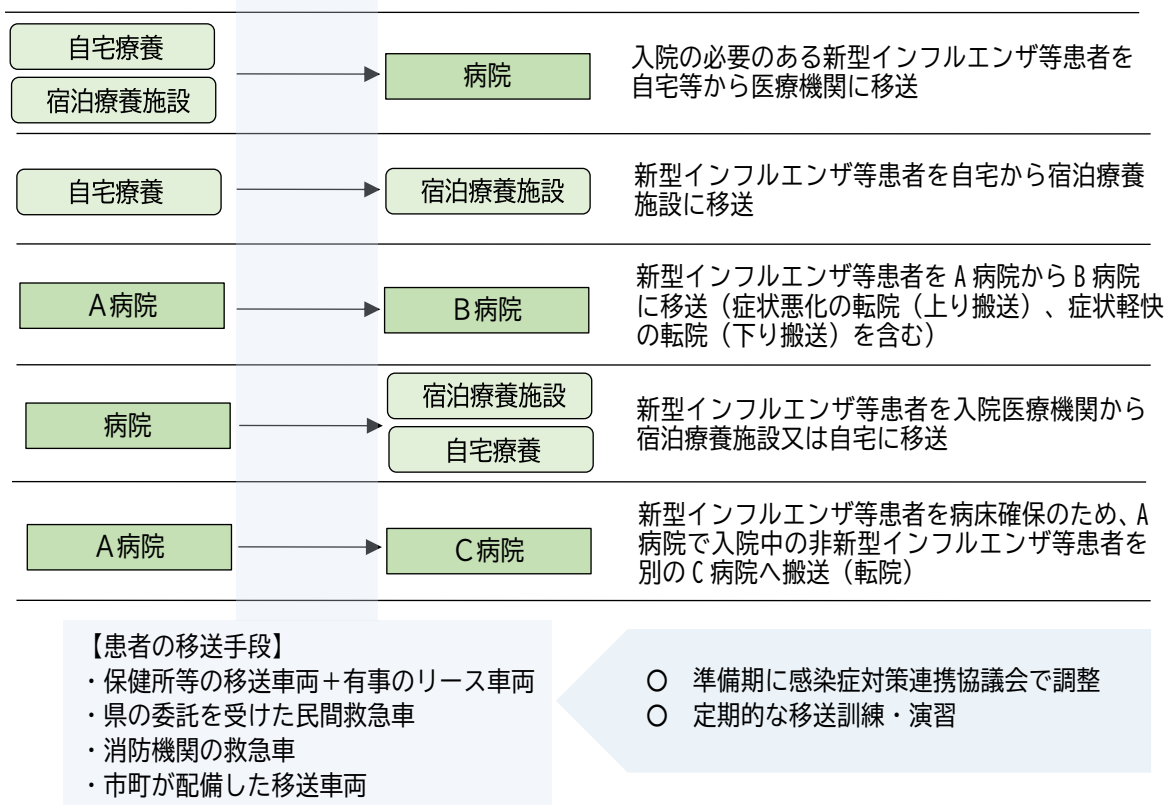 自宅療養
宿泊療養施設
病院
入院の必要のある新型インフルエンザ等患者を
自宅等から医療機関に移送
自宅療養
宿泊療養施設
新型インフルエンザ等患者を自宅から宿泊療養
施設に移送
A病院
B病院
新型インフルエンザ等患者を A 病院から B 病院
に移送（症状悪化の転院（上り搬送）、症状軽快
の転院（下り搬送）を含む）
病院
宿泊療養施設
自宅療養
新型インフルエンザ等患者を入院医療機関から
宿泊療養施設又は自宅に移送
A病院
C病院
新型インフルエンザ等患者を病床確保のため、A
病院で入院中の非新型インフルエンザ等患者を
別の C 病院へ搬送（転院）
【患者の移送手段】
・保健所等の移送車両＋有事のリース車両
・県の委託を受けた民間救急車
・消防機関の救急車
・市町が配備した移送車両
○　準備期に感染症対策連携協議会で調整
○　定期的な移送訓練・演習